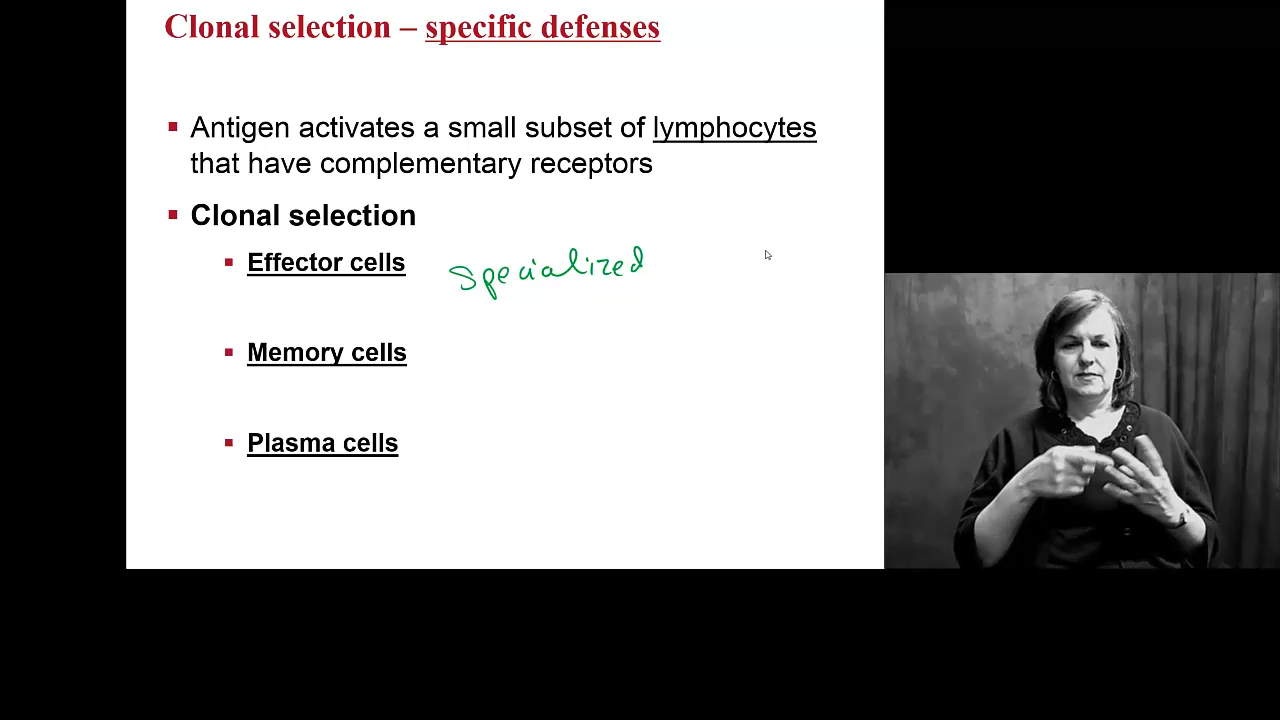 Clonal selection – specific defenses
▪ Antigen activates a small subset of lymphocytes
that have complementary receptors
▪ Clonal selection
▪ Effector cells specialized
▪ Memory cells
▪ Plasma cells